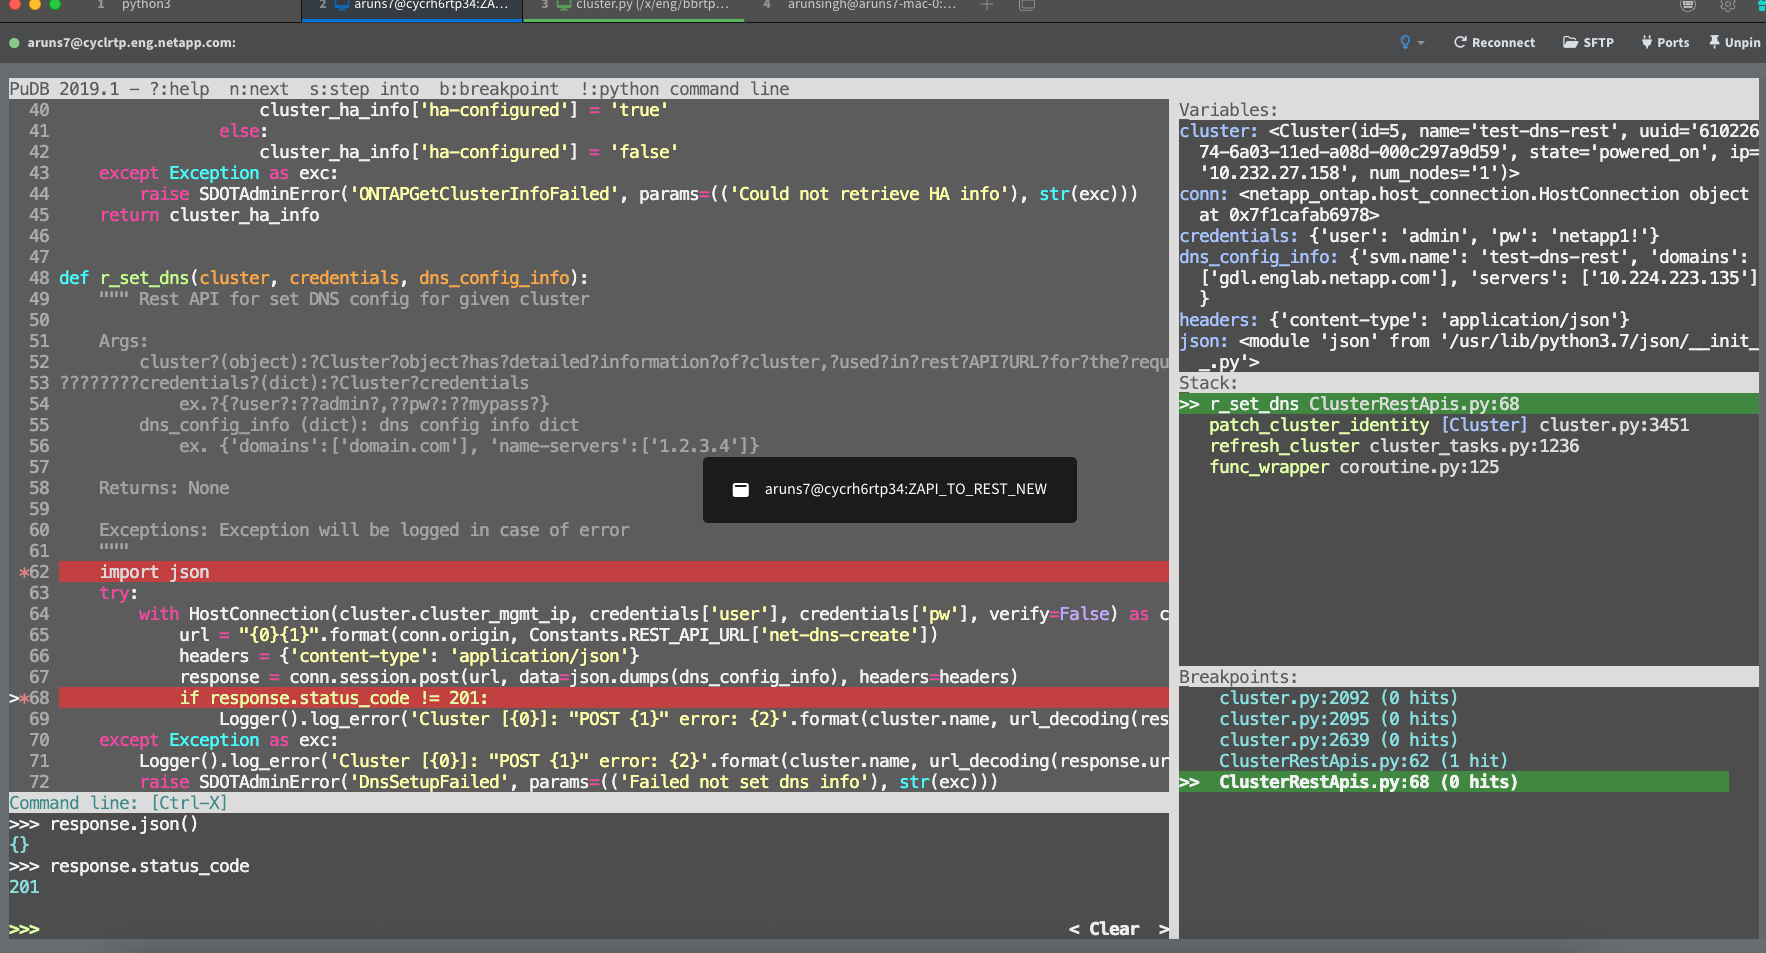 1 python3 2 aruns7@cycrh6rtp34:ZA... 3 cluster.py (/x/eng/bbrtp... 4 arunsingh@aruns7-mac-0:...
aruns7@cyclrtp.eng.netapp.com: Reconnect SFTP Ports Unpin
PuDB 2019.1 - ?:help n:next s:step into b:breakpoint !:python command line
40 cluster_ha_info['ha-configured'] = 'true'
41 else:
42 cluster_ha_info['ha-configured'] = 'false'
43 except Exception as exc:
44 raise SDOTAdminError('ONTAPGetClusterInfoFailed', params=(('Could not retrieve HA info'), str(exc)))
45 return cluster_ha_info
46
47
48 def r_set_dns(cluster, credentials, dns_config_info):
49 """ Rest API for set DNS config for given cluster
50
51 Args:
52 cluster?(object):?Cluster?object?has?detailed?information?of?cluster,?used?in?rest?API?URL?for?the?requ
53 ????????credentials?(dict):?Cluster?credentials
54 ex.?{?user?:??admin?,??pw?:??mypass?}
55 dns_config_info (dict): dns config info dict
56 ex. {'domains':['domain.com'], 'name-servers':['1.2.3.4']}
57
58 Returns: None
59
60 Exceptions: Exception will be logged in case of error
61 """
*62 import json
63 try:
64 with HostConnection(cluster.cluster_mgmt_ip, credentials['user'], credentials['pw'], verify=False) as c
65 url = "{0}{1}".format(conn.origin, Constants.REST_API_URL['net-dns-create'])
66 headers = {'content-type': 'application/json'}
67 response = conn.session.post(url, data=json.dumps(dns_config_info), headers=headers)
>*68 if response.status_code != 201:
69 Logger().log_error('Cluster [{0}]: "POST {1}" error: {2}'.format(cluster.name, url_decoding(res
70 except Exception as exc:
71 Logger().log_error('Cluster [{0}]: "POST {1}" error: {2}'.format(cluster.name, url_decoding(response.ur
72 raise SDOTAdminError('DnsSetupFailed', params=(('Failed not set dns info'), str(exc)))
aruns7@cycrh6rtp34:ZAPI_TO_REST_NEW
Command line: [Ctrl-X]
>>> response.json()
{}
>>> response.status_code
201
>>> < Clear >
Variables:
cluster: <Cluster(id=5, name='test-dns-rest', uuid='610226
74-6a03-11ed-a08d-000c297a9d59', state='powered_on', ip=
'10.232.27.158', num_nodes='1')>
conn: <netapp_ontap.host_connection.HostConnection object
at 0x7f1cafab6978>
credentials: {'user': 'admin', 'pw': 'netapp1!'}
dns_config_info: {'svm.name': 'test-dns-rest', 'domains':
['gdl.englab.netapp.com'], 'servers': ['10.224.223.135']
}
headers: {'content-type': 'application/json'}
json: <module 'json' from '/usr/lib/python3.7/json/__init_
_.py'>
Stack:
>> r_set_dns ClusterRestApis.py:68
patch_cluster_identity [Cluster] cluster.py:3451
refresh_cluster cluster_tasks.py:1236
func_wrapper coroutine.py:125
Breakpoints:
cluster.py:2092 (0 hits)
cluster.py:2095 (0 hits)
cluster.py:2639 (0 hits)
ClusterRestApis.py:62 (1 hit)
>> ClusterRestApis.py:68 (0 hits)